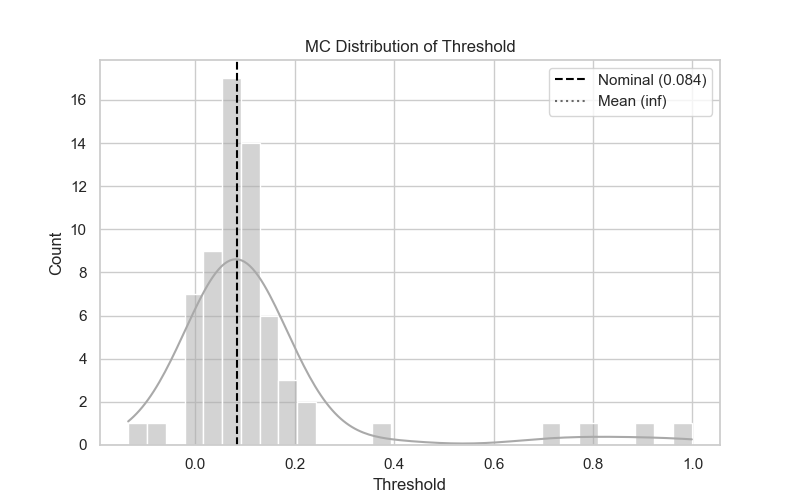 MC Distribution of Threshold
Nominal (0.084)
Mean (inf)
16
14
12
10
8
6
4
2
0
Count
0.0 0.2 0.4 0.6 0.8 1.0
Threshold